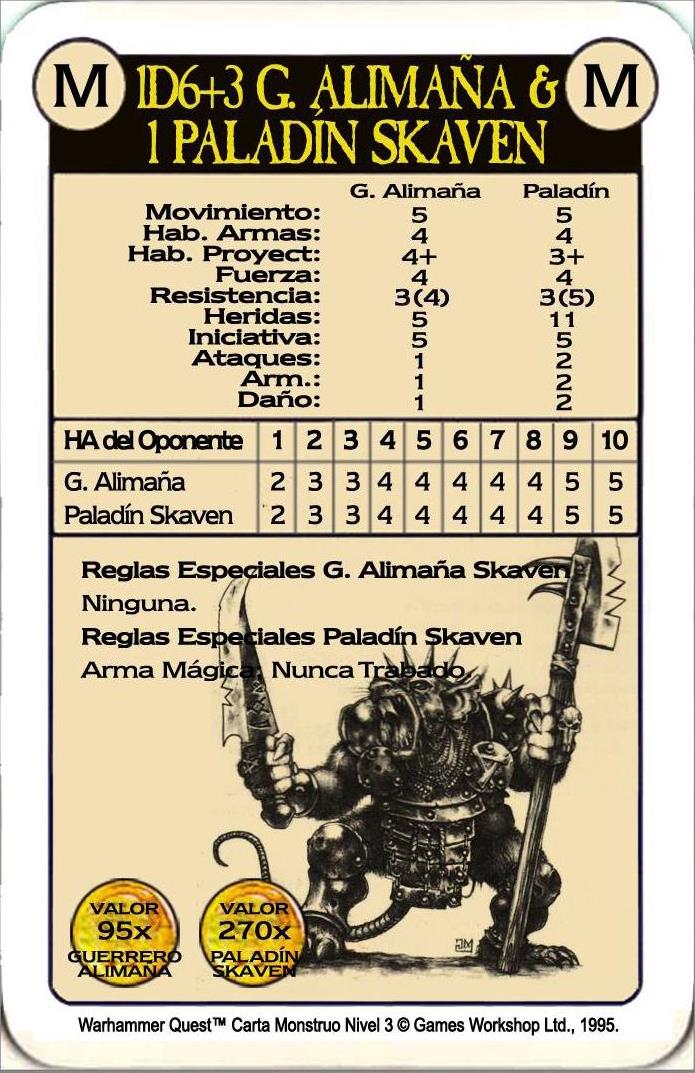 M 1D6+3 G. ALIMAÑA & M
1 PALADÍN SKAVEN
G. Alimaña Paladín
Movimiento: 5 5
Hab. Armas: 4 4
Hab. Proyect: 4+ 3+
Fuerza: 4 4
Resistencia: 3(4) 3(5)
Heridas: 5 11
Iniciativa: 5 5
Ataques: 1 2
Arm.: 1 2
Daño: 1 2
HA del Oponente 1 2 3 4 5 6 7 8 9 10
G. Alimaña 2 3 3 4 4 4 4 4 5 5
Paladín Skaven 2 3 3 4 4 4 4 4 5 5
Reglas Especiales G. Alimaña Skaven
Ninguna.
Reglas Especiales Paladín Skaven
Arma Mágica; Nunca Trabado.
VALOR
95x
GUERRERO
ALIMAÑA
VALOR
270x
PALADÍN
SKAVEN
JM
Warhammer Quest™ Carta Monstruo Nivel 3 © Games Workshop Ltd., 1995.